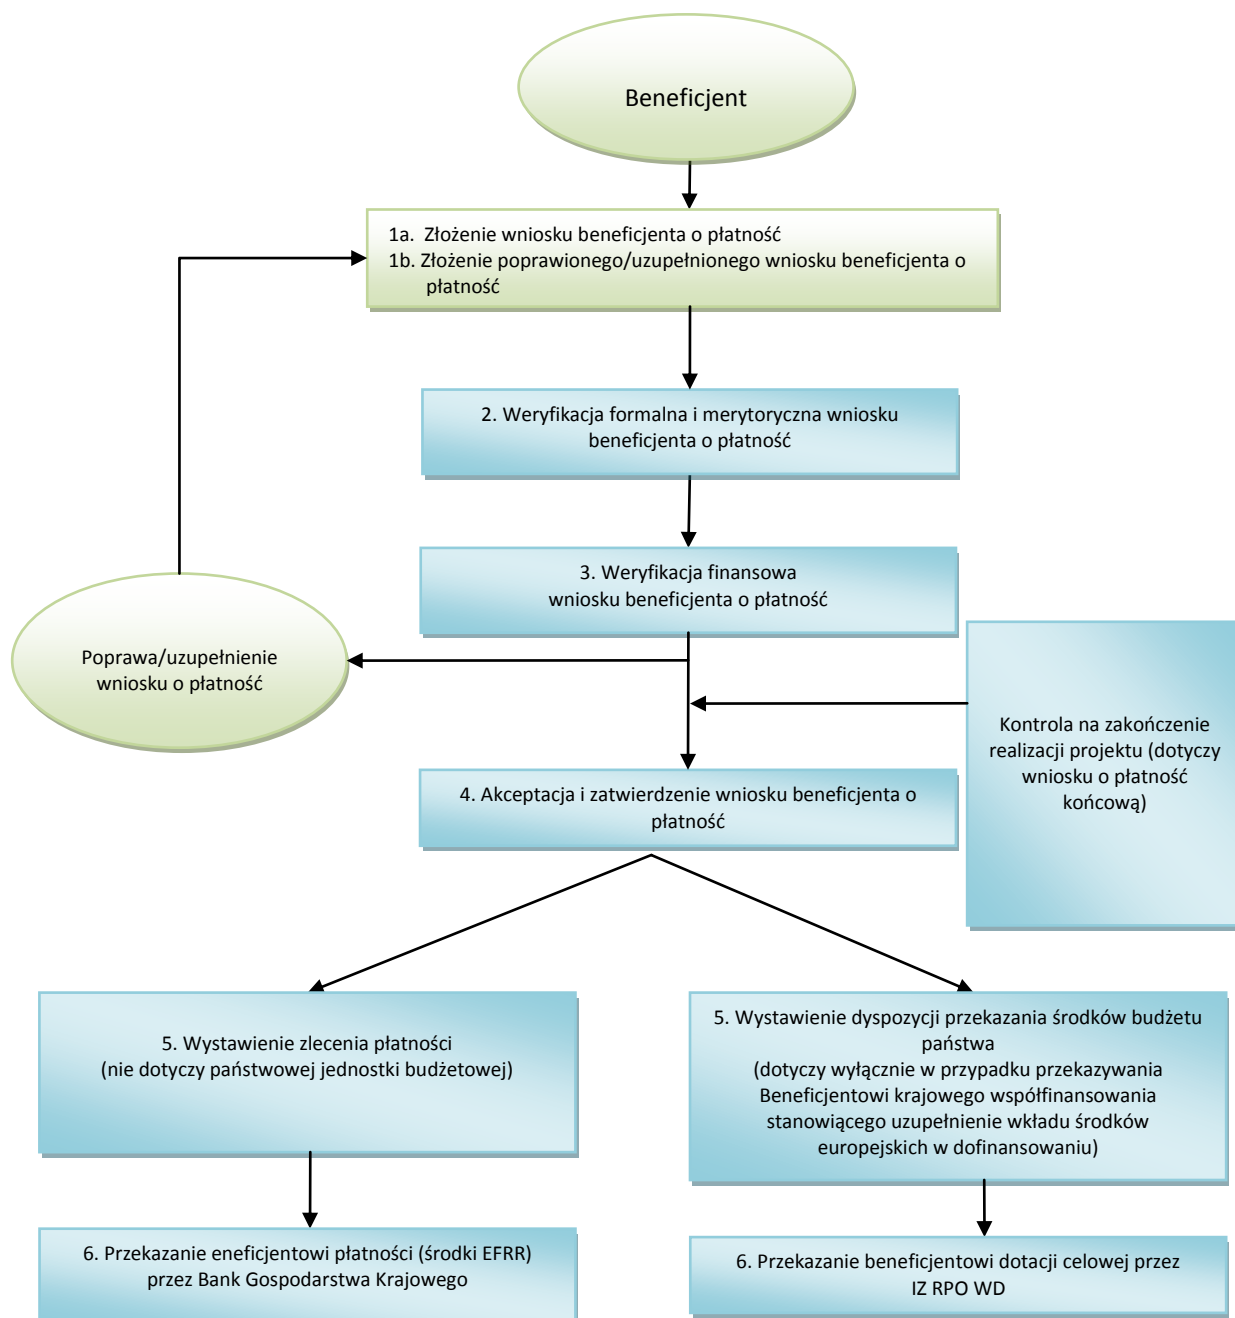 Beneficjent
1a. Złożenie wniosku beneficjenta o płatność
1b. Złożenie poprawionego/uzupełnionego wniosku beneficjenta o
płatność
2. Weryfikacja formalna i merytoryczna wniosku
beneficjenta o płatność
3. Weryfikacja finansowa
wniosku beneficjenta o płatność
Poprawa/uzupełnienie
wniosku o płatność
Kontrola na zakończenie
realizacji projektu (dotyczy
wniosku o płatność
końcową)
4. Akceptacja i zatwierdzenie wniosku beneficjenta o
płatność
5. Wystawienie zlecenia płatności
(nie dotyczy państwowej jednostki budżetowej)
5. Wystawienie dyspozycji przekazania środków budżetu
państwa
(dotyczy wyłącznie w przypadku przekazywania
Beneficjentowi krajowego współfinansowania
stanowiącego uzupełnienie wkładu środków
europejskich w dofinansowaniu)
6. Przekazanie eneficjentowi płatności (środki EFRR)
przez Bank Gospodarstwa Krajowego
6. Przekazanie beneficjentowi dotacji celowej przez
IZ RPO WD